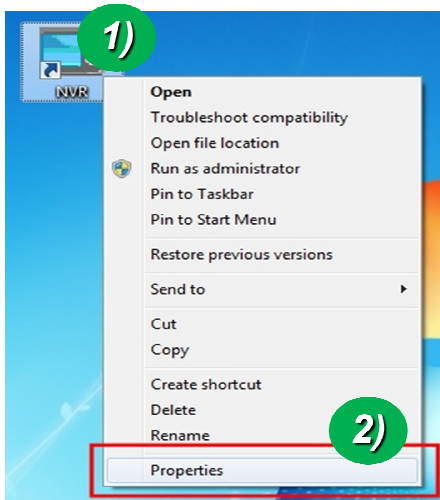 1)
NVR
Open
Troubleshoot compatibility
Open file location
Run as administrator
Pin to Taskbar
Pin to Start Menu
Restore previous versions
Send to
Cut
Copy
Create shortcut
Delete
Rename
2)
Properties